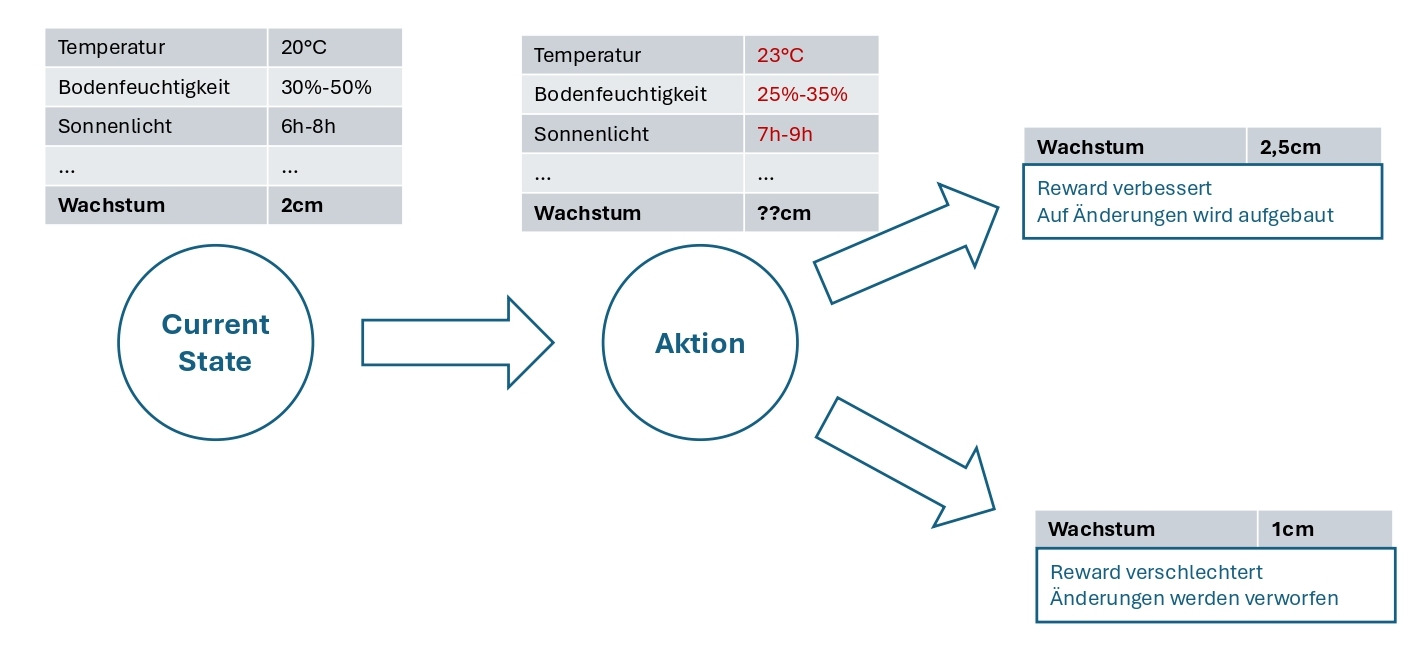 Temperatur 20°C
Bodenfeuchtigkeit 30%-50%
Sonnenlicht 6h-8h
... ...
Wachstum 2cm
Current
State
Temperatur 23°C
Bodenfeuchtigkeit 25%-35%
Sonnenlicht 7h-9h
... ...
Wachstum ??cm
Aktion
Wachstum 2,5cm
Reward verbessert
Auf Änderungen wird aufgebaut
Wachstum 1cm
Reward verschlechtert
Änderungen werden verworfen